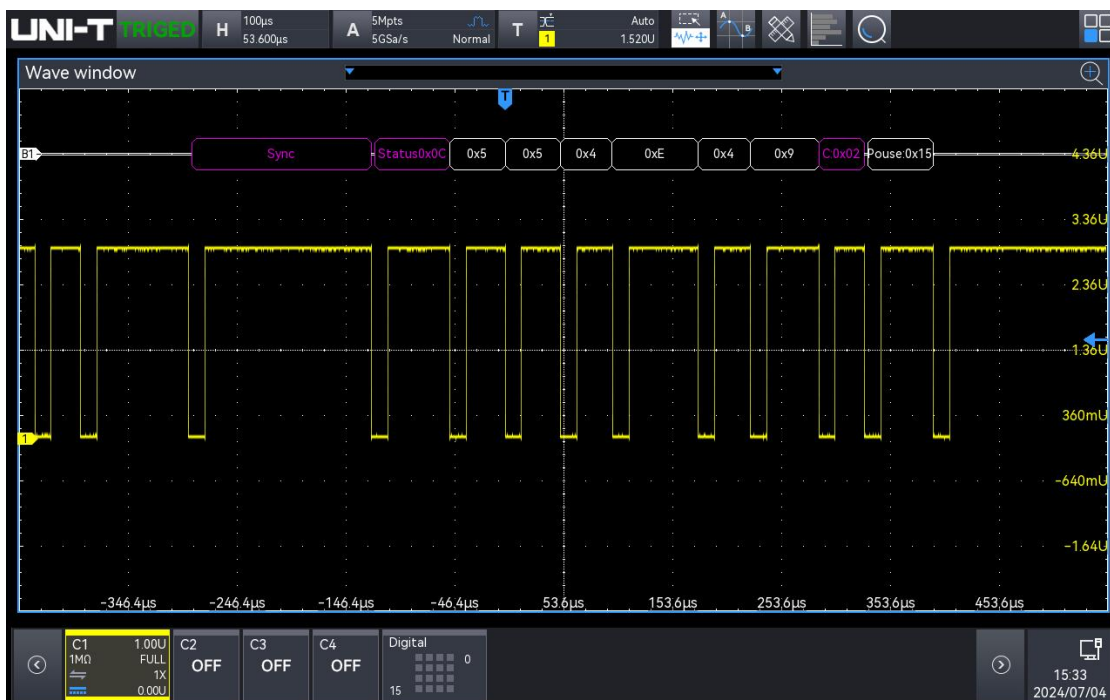 UNI-T TRIGED H 100μs 53.600μs A 5Mpts 5GSa/s Normal T 1 Auto 1.520U A B
Wave window
T
B1 Sync Status0x0C 0x5 0x5 0x4 0xE 0x4 0x9 C:0x02 Pouse:0x15 4.36U
3.36U
2.36U
1.36U
1 360mU
-640mU
-1.64U
-346.4μs -246.4μs -146.4μs -46.4μs 53.6μs 153.6μs 253.6μs 353.6μs 453.6μs
C1 1.00U C2 C3 C4 Digital
1MΩ FULL OFF OFF OFF 0
1X
0.00U 15
15:33
2024/07/04